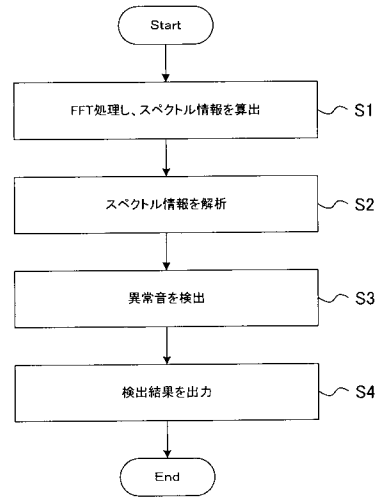 Start
FFT処理し、スペクトル情報を算出
S1
スペクトル情報を解析
S2
異常音を検出
S3
検出結果を出力
S4
End